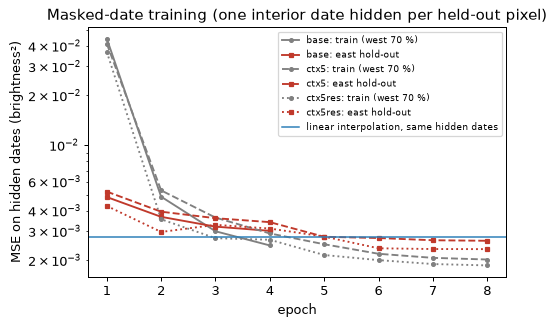 Masked-date training (one interior date hidden per held-out pixel)
MSE on hidden dates (brightness²)
4 × 10⁻²
3 × 10⁻²
2 × 10⁻²
10⁻²
6 × 10⁻³
4 × 10⁻³
3 × 10⁻³
2 × 10⁻³
base: train (west 70 %)
base: east hold-out
ctx5: train (west 70 %)
ctx5: east hold-out
ctx5res: train (west 70 %)
ctx5res: east hold-out
linear interpolation, same hidden dates
1 2 3 4 5 6 7 8
epoch